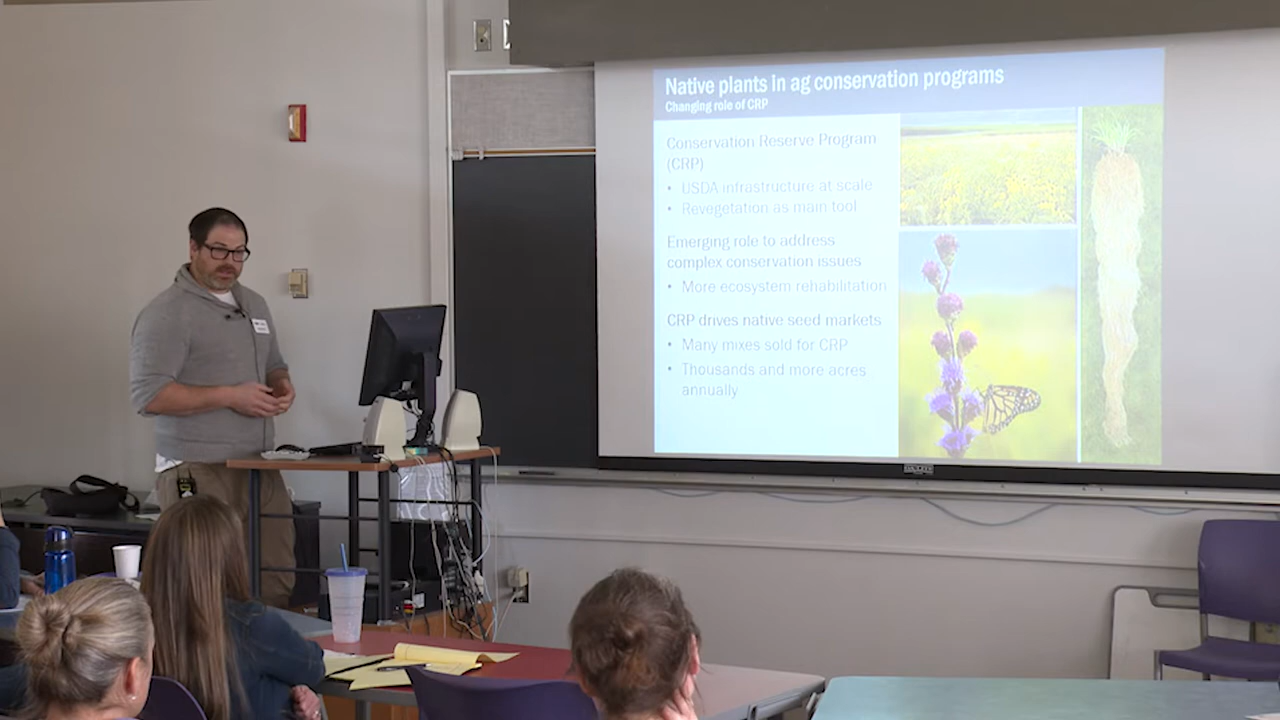 Native plants in ag conservation programs
Changing role of CRP
Conservation Reserve Program
(CRP)
• USDA infrastructure at scale
• Revegetation as main tool
Emerging role to address
complex conservation issues
• More ecosystem rehabilitation
CRP drives native seed markets
• Many mixes sold for CRP
• Thousands and more acres
annually